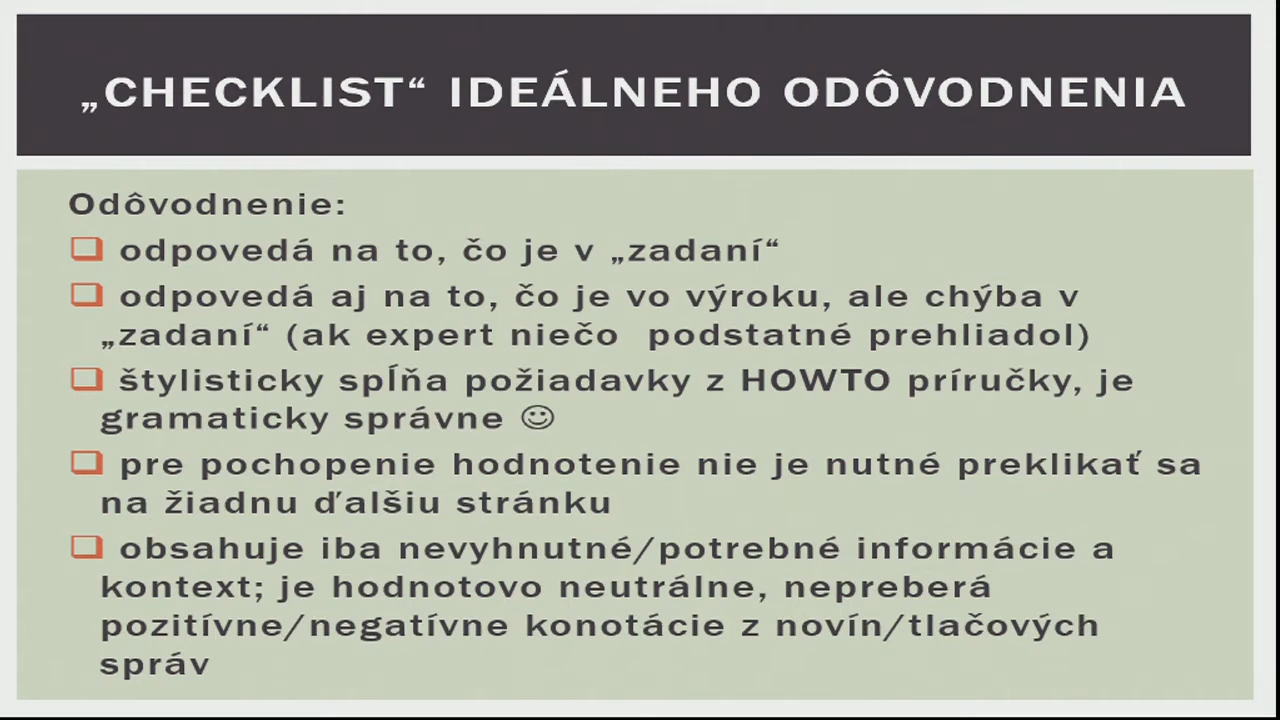 „CHECKLIST“ IDEÁLNEHO ODÔVODNENIA
Odôvodnenie:
❑ odpovedá na to, čo je v „zadaní“
❑ odpovedá aj na to, čo je vo výroku, ale chýba v
„zadaní“ (ak expert niečo podstatné prehliadol)
❑ štylisticky spĺňa požiadavky z HOWTO príručky, je
gramaticky správne ☺
❑ pre pochopenie hodnotenie nie je nutné preklikať sa
na žiadnu ďalšiu stránku
❑ obsahuje iba nevyhnutné/potrebné informácie a
kontext; je hodnotovo neutrálne, nepreberá
pozitívne/negatívne konotácie z novín/tlačových
správ